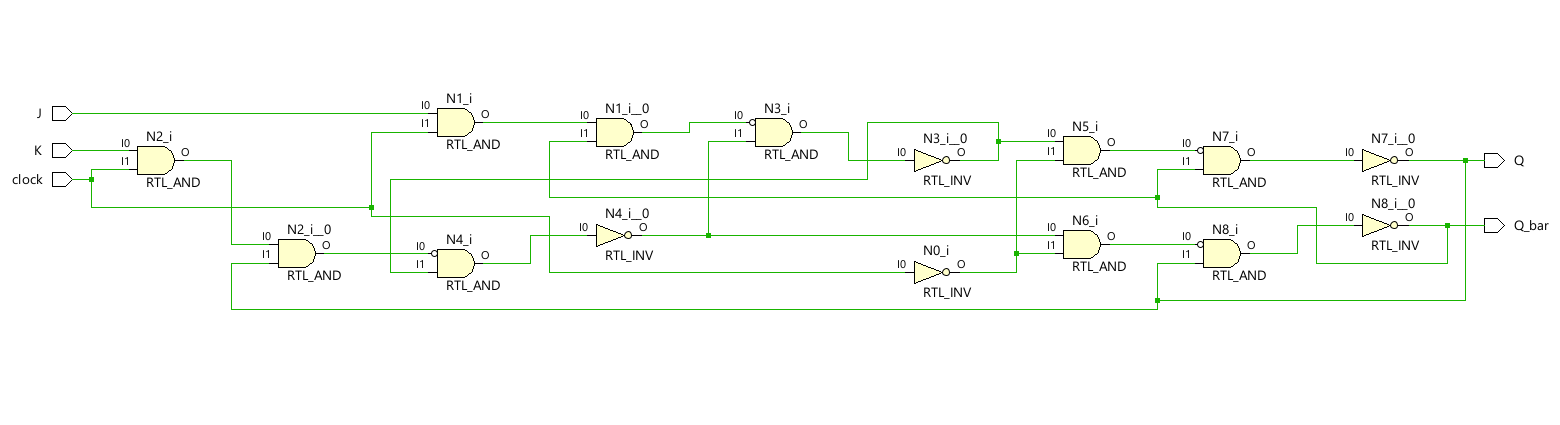 J
K
clock
N2_i
I0
I1
O
RTL_AND
N2_i__0
I0
I1
O
RTL_AND
N1_i
I0
I1
O
RTL_AND
N4_i
I0
I1
O
RTL_AND
N1_i__0
I0
I1
O
RTL_AND
N4_i__0
I0
O
RTL_INV
N3_i
I0
I1
O
RTL_AND
N3_i__0
I0
O
RTL_INV
N0_i
I0
O
RTL_INV
N5_i
I0
I1
O
RTL_AND
N6_i
I0
I1
O
RTL_AND
N7_i
I0
I1
O
RTL_AND
N8_i
I0
I1
O
RTL_AND
N7_i__0
I0
O
RTL_INV
N8_i__0
I0
O
RTL_INV
Q
Q_bar